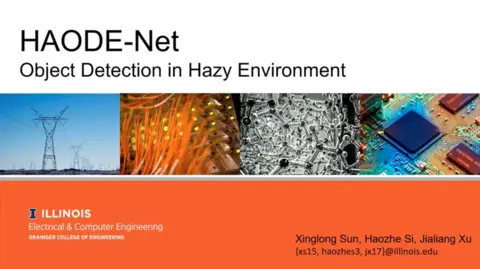 HAODE-Net
Object Detection in Hazy Environment
I ILLINOIS
Electrical & Computer Engineering
GRAINGER COLLEGE OF ENGINEERING
Xinglong Sun, Haozhe Si, Jialiang Xu
{xs15, haozhes3, jx17}@illinois.edu